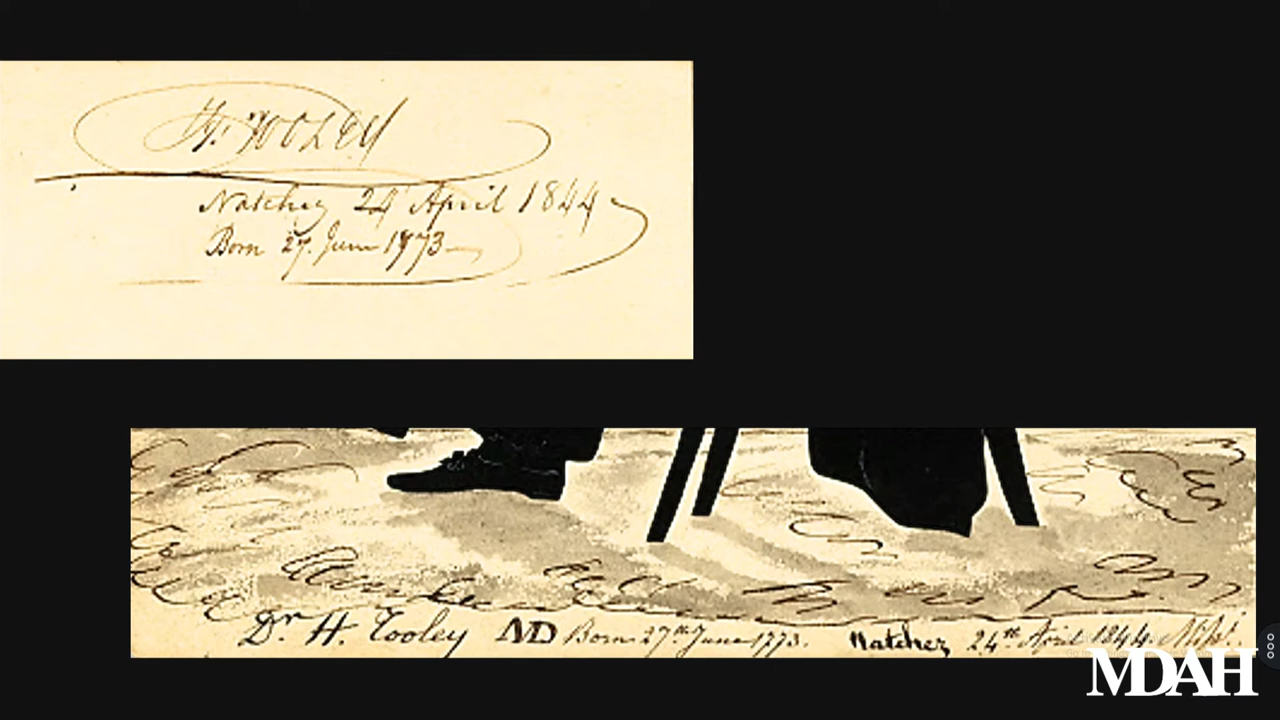 H. Tooley
Natchez 24 April 1844
Born 27. June 1773
Dr. H. Tooley MD Born 27th June 1773. Natchez 24th April 1844. Missi.
MDAH